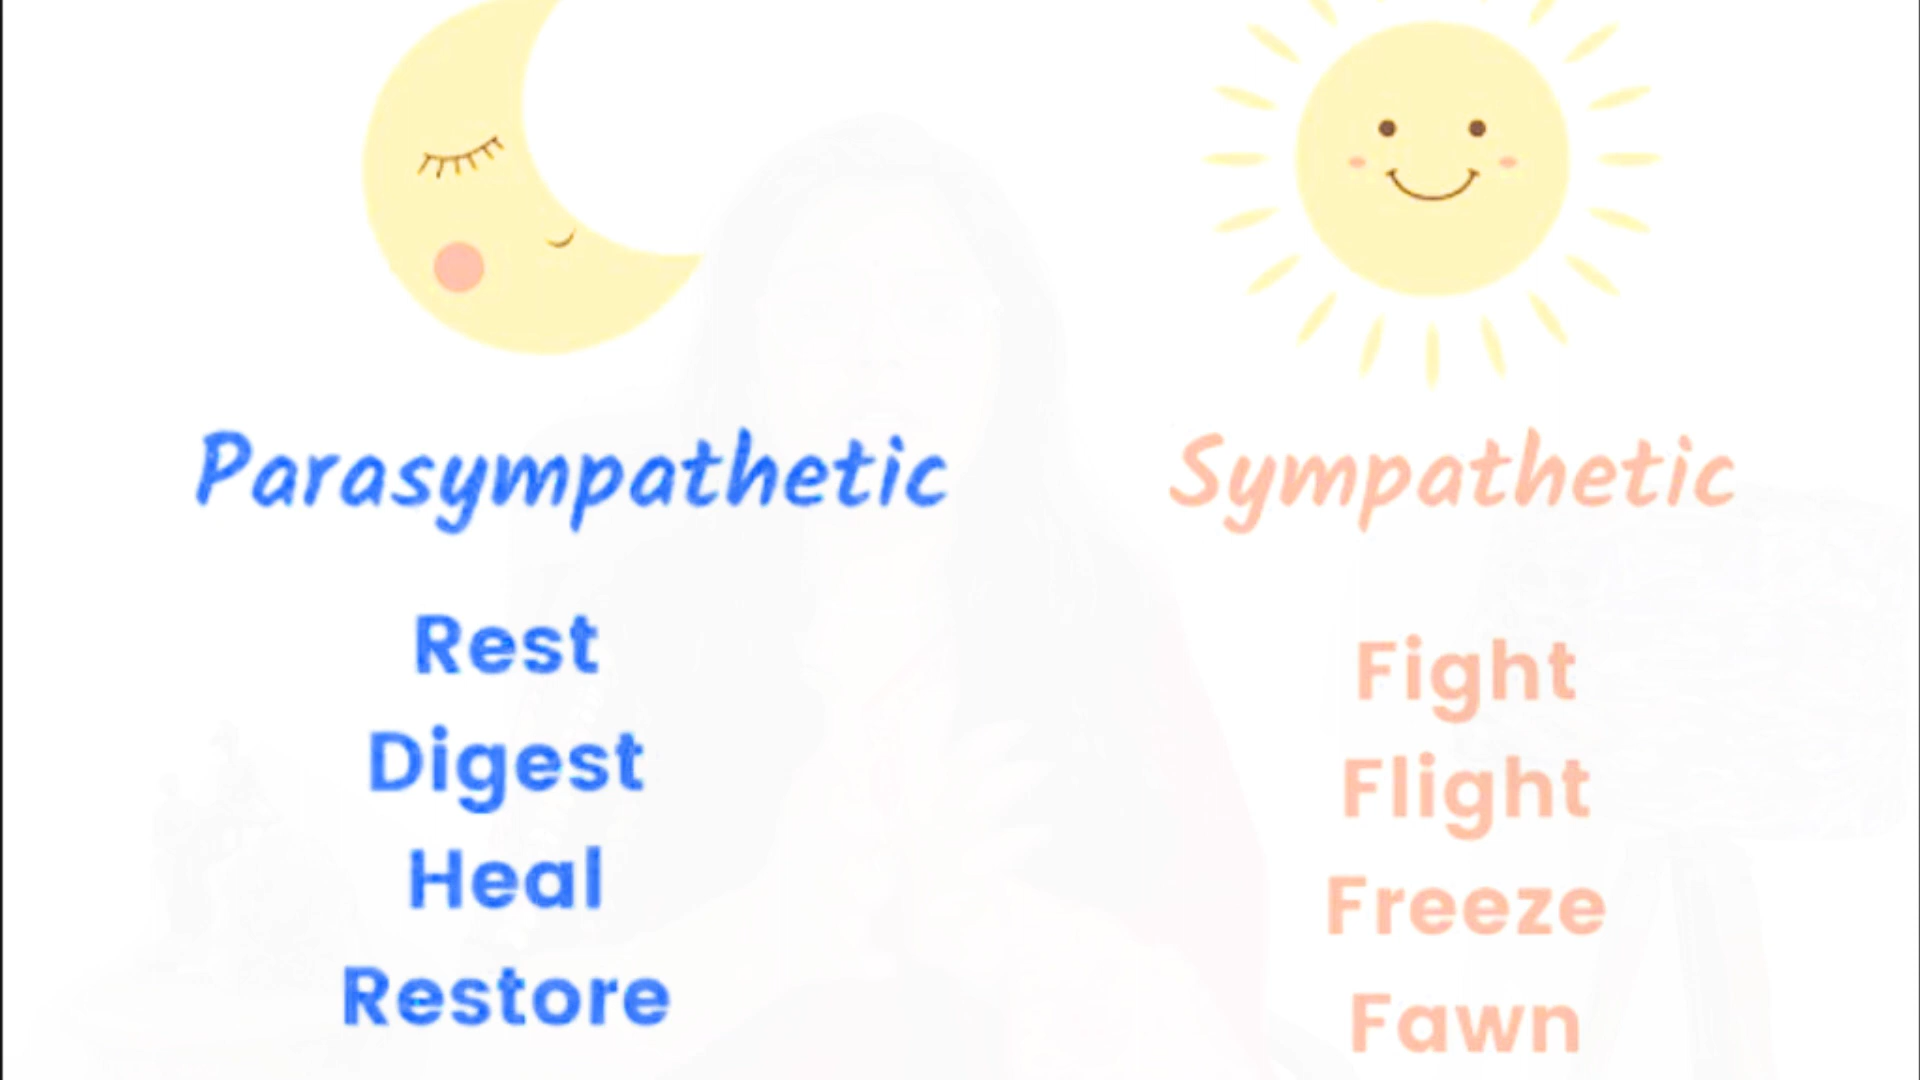 Parasympathetic
Rest
Digest
Heal
Restore
Sympathetic
Fight
Flight
Freeze
Fawn